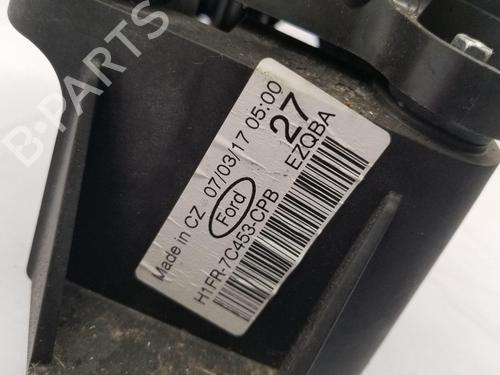 B-PARTS
Made in CZ 07/03/17 05:00
Ford
27
H1FR-7C453-CPB EZQBA